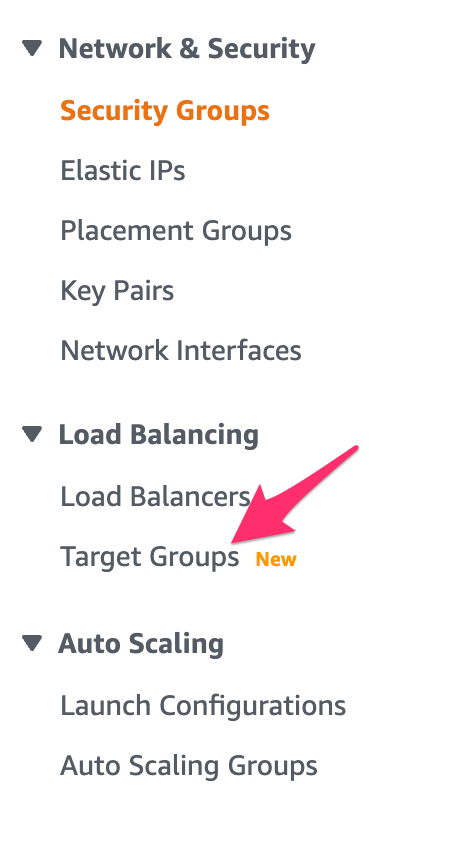 Network & Security
Security Groups
Elastic IPs
Placement Groups
Key Pairs
Network Interfaces
Load Balancing
Load Balancers
Target Groups New
Auto Scaling
Launch Configurations
Auto Scaling Groups